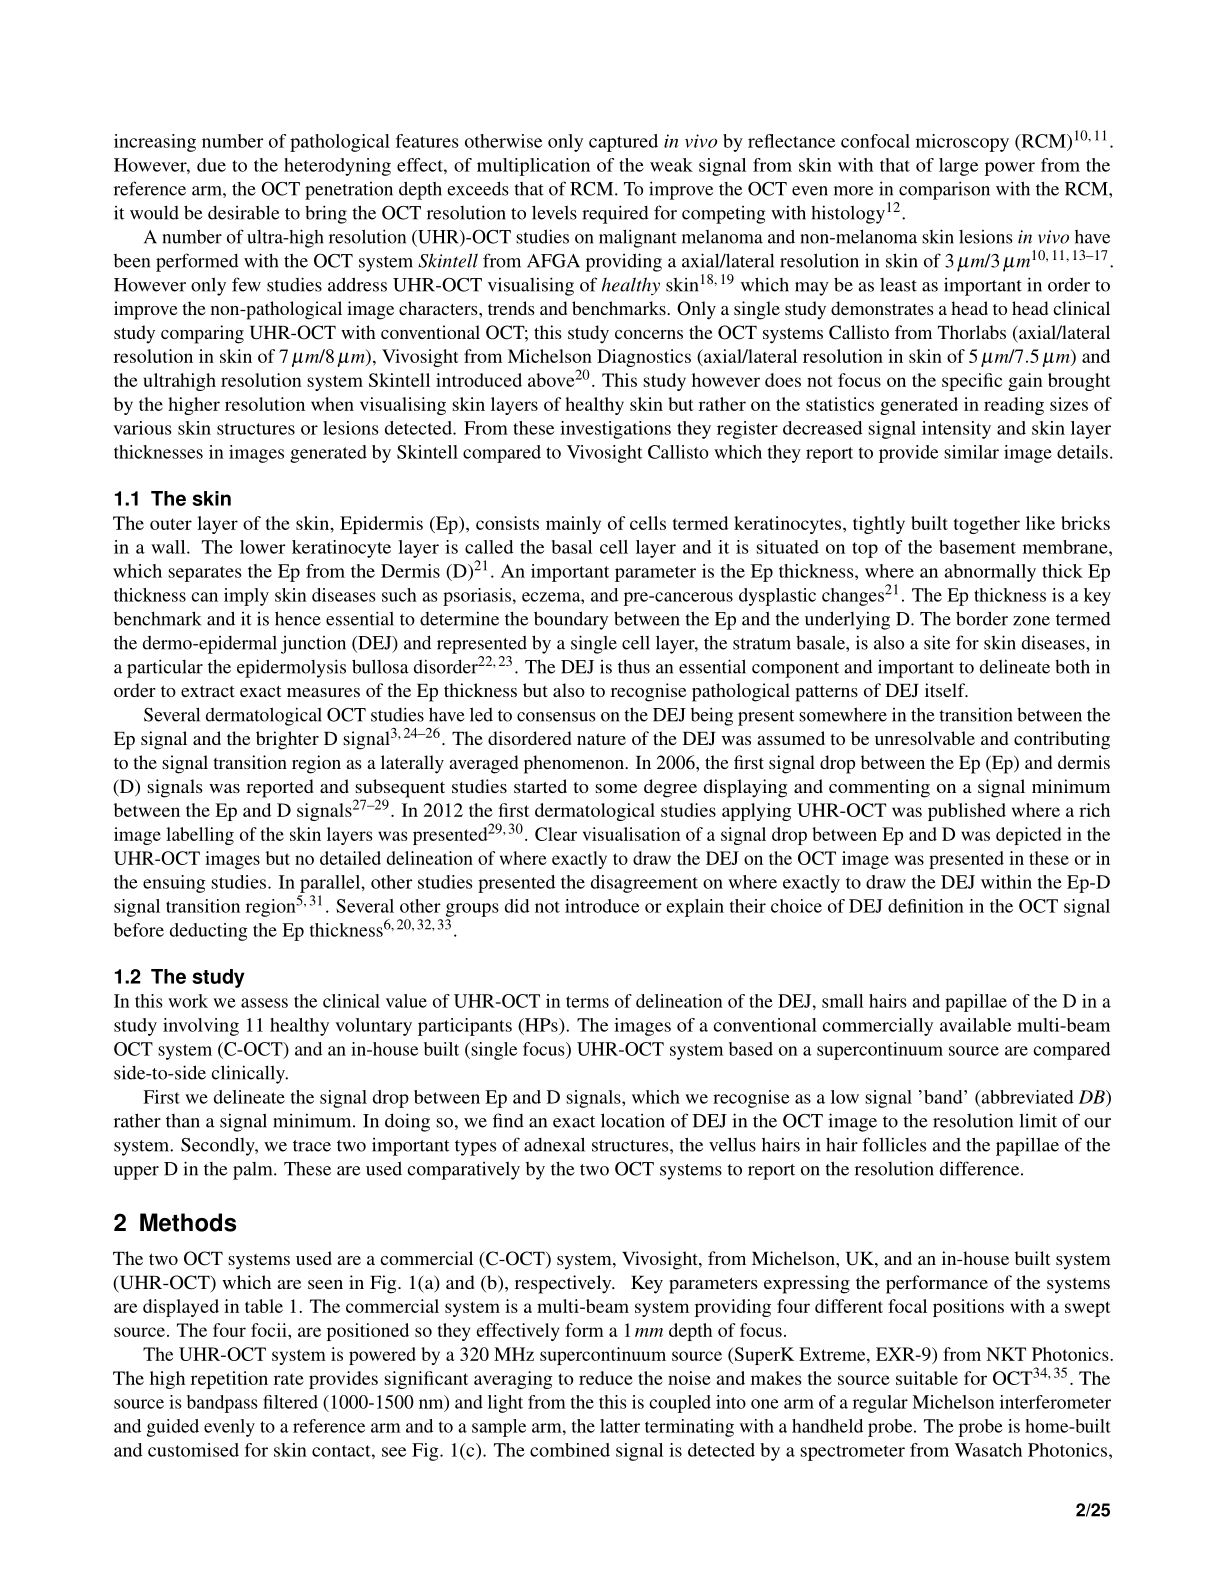 increasing number of pathological features otherwise only captured in vivo by reflectance confocal microscopy (RCM)10, 11.
However, due to the heterodyning effect, of multiplication of the weak signal from skin with that of large power from the
reference arm, the OCT penetration depth exceeds that of RCM. To improve the OCT even more in comparison with the RCM,
it would be desirable to bring the OCT resolution to levels required for competing with histology12.
A number of ultra-high resolution (UHR)-OCT studies on malignant melanoma and non-melanoma skin lesions in vivo have
been performed with the OCT system Skintell from AFGA providing a axial/lateral resolution in skin of 3 μm/3 μm10, 11, 13–17.
However only few studies address UHR-OCT visualising of healthy skin18, 19 which may be as least as important in order to
improve the non-pathological image characters, trends and benchmarks. Only a single study demonstrates a head to head clinical
study comparing UHR-OCT with conventional OCT; this study concerns the OCT systems Callisto from Thorlabs (axial/lateral
resolution in skin of 7 μm/8 μm), Vivosight from Michelson Diagnostics (axial/lateral resolution in skin of 5 μm/7.5 μm) and
the ultrahigh resolution system Skintell introduced above20. This study however does not focus on the specific gain brought
by the higher resolution when visualising skin layers of healthy skin but rather on the statistics generated in reading sizes of
various skin structures or lesions detected. From these investigations they register decreased signal intensity and skin layer
thicknesses in images generated by Skintell compared to Vivosight Callisto which they report to provide similar image details.
1.1 The skin
The outer layer of the skin, Epidermis (Ep), consists mainly of cells termed keratinocytes, tightly built together like bricks
in a wall. The lower keratinocyte layer is called the basal cell layer and it is situated on top of the basement membrane,
which separates the Ep from the Dermis (D)21. An important parameter is the Ep thickness, where an abnormally thick Ep
thickness can imply skin diseases such as psoriasis, eczema, and pre-cancerous dysplastic changes21. The Ep thickness is a key
benchmark and it is hence essential to determine the boundary between the Ep and the underlying D. The border zone termed
the dermo-epidermal junction (DEJ) and represented by a single cell layer, the stratum basale, is also a site for skin diseases, in
a particular the epidermolysis bullosa disorder22, 23. The DEJ is thus an essential component and important to delineate both in
order to extract exact measures of the Ep thickness but also to recognise pathological patterns of DEJ itself.
Several dermatological OCT studies have led to consensus on the DEJ being present somewhere in the transition between the
Ep signal and the brighter D signal3, 24–26. The disordered nature of the DEJ was assumed to be unresolvable and contributing
to the signal transition region as a laterally averaged phenomenon. In 2006, the first signal drop between the Ep (Ep) and dermis
(D) signals was reported and subsequent studies started to some degree displaying and commenting on a signal minimum
between the Ep and D signals27–29. In 2012 the first dermatological studies applying UHR-OCT was published where a rich
image labelling of the skin layers was presented29, 30. Clear visualisation of a signal drop between Ep and D was depicted in the
UHR-OCT images but no detailed delineation of where exactly to draw the DEJ on the OCT image was presented in these or in
the ensuing studies. In parallel, other studies presented the disagreement on where exactly to draw the DEJ within the Ep-D
signal transition region5, 31. Several other groups did not introduce or explain their choice of DEJ definition in the OCT signal
before deducting the Ep thickness6, 20, 32, 33.
1.2 The study
In this work we assess the clinical value of UHR-OCT in terms of delineation of the DEJ, small hairs and papillae of the D in a
study involving 11 healthy voluntary participants (HPs). The images of a conventional commercially available multi-beam
OCT system (C-OCT) and an in-house built (single focus) UHR-OCT system based on a supercontinuum source are compared
side-to-side clinically.
First we delineate the signal drop between Ep and D signals, which we recognise as a low signal 'band' (abbreviated DB)
rather than a signal minimum. In doing so, we find an exact location of DEJ in the OCT image to the resolution limit of our
system. Secondly, we trace two important types of adnexal structures, the vellus hairs in hair follicles and the papillae of the
upper D in the palm. These are used comparatively by the two OCT systems to report on the resolution difference.
2 Methods
The two OCT systems used are a commercial (C-OCT) system, Vivosight, from Michelson, UK, and an in-house built system
(UHR-OCT) which are seen in Fig. 1(a) and (b), respectively. Key parameters expressing the performance of the systems
are displayed in table 1. The commercial system is a multi-beam system providing four different focal positions with a swept
source. The four focii, are positioned so they effectively form a 1 mm depth of focus.
The UHR-OCT system is powered by a 320 MHz supercontinuum source (SuperK Extreme, EXR-9) from NKT Photonics.
The high repetition rate provides significant averaging to reduce the noise and makes the source suitable for OCT34, 35. The
source is bandpass filtered (1000-1500 nm) and light from the this is coupled into one arm of a regular Michelson interferometer
and guided evenly to a reference arm and to a sample arm, the latter terminating with a handheld probe. The probe is home-built
and customised for skin contact, see Fig. 1(c). The combined signal is detected by a spectrometer from Wasatch Photonics,
2/25